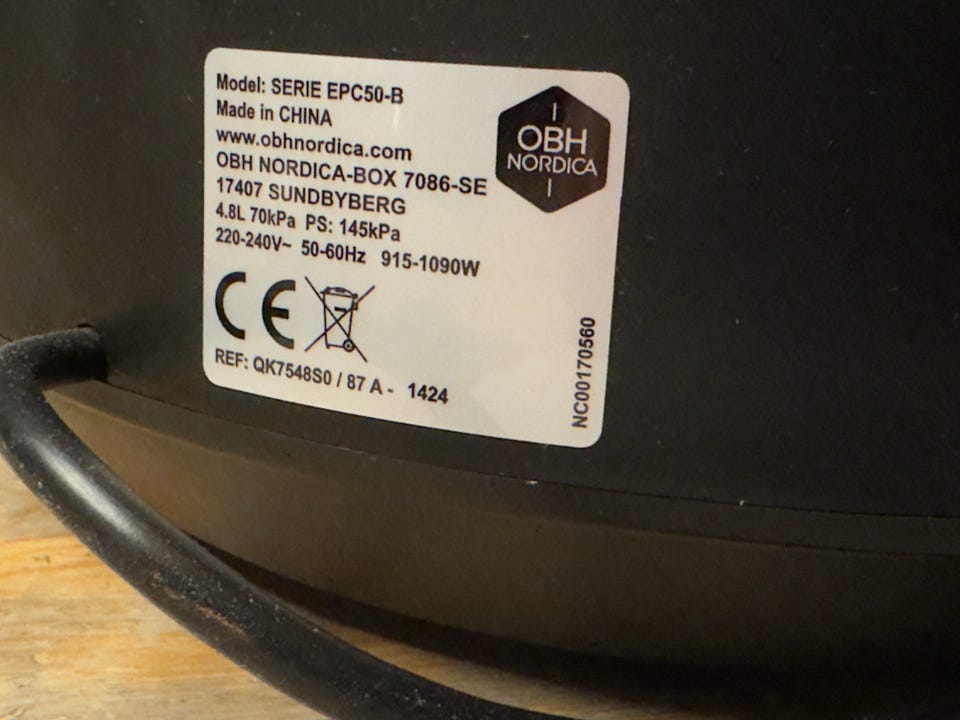 Model: SERIE EPC50-B
Made in CHINA
www.obhnordica.com
OBH NORDICA-BOX 7086-SE
17407 SUNDBYBERG
4.8L 70kPa PS: 145kPa
220-240V~ 50-60Hz 915-1090W
CE
REF: QK7548S0 / 87 A - 1424
OBH
NORDICA
NC00170560